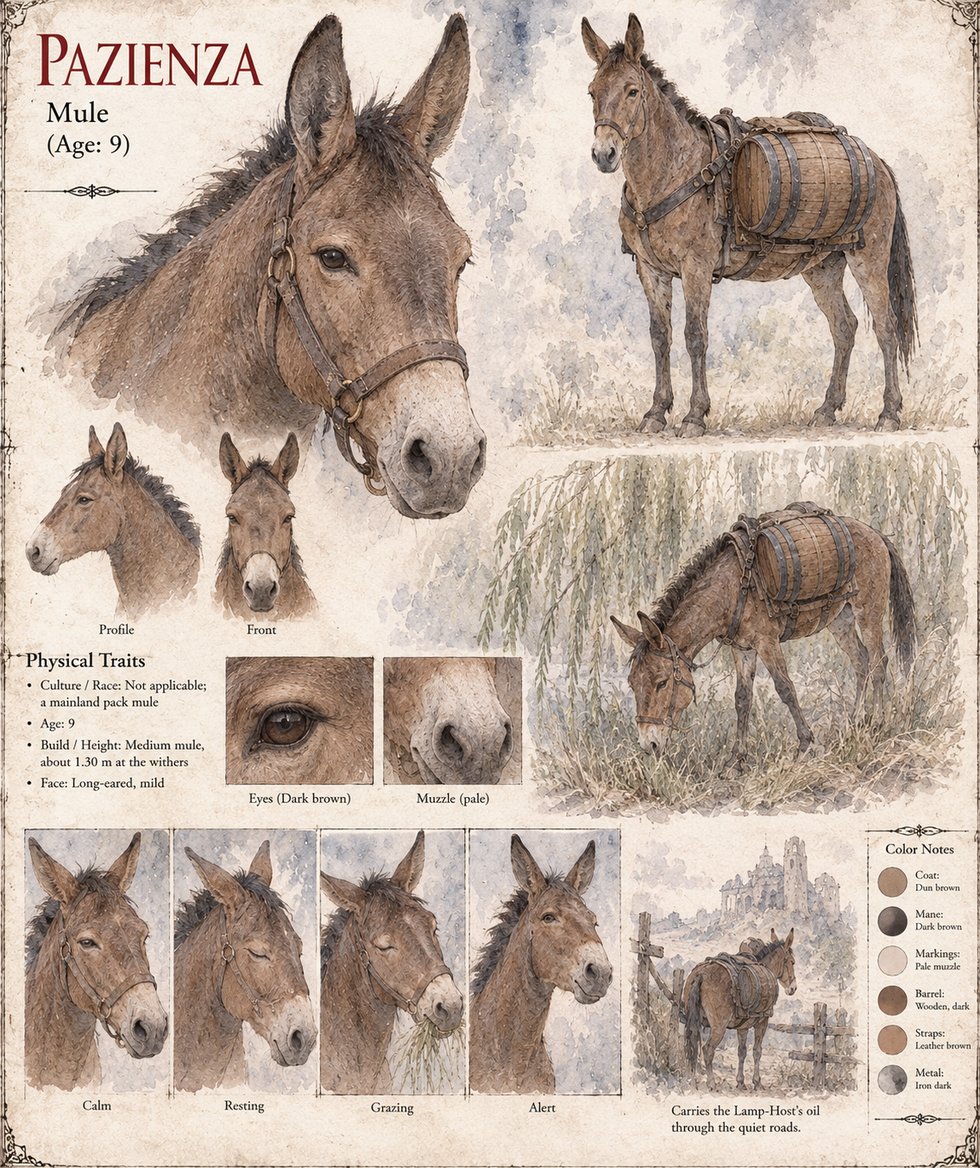 PAZIENZA
Mule
(Age: 9)
Profile
Front
Physical Traits
• Culture / Race: Not applicable;
a mainland pack mule
• Age: 9
• Build / Height: Medium mule,
about 1.30 m at the withers
• Face: Long-eared, mild
Eyes (Dark brown)
Muzzle (pale)
Calm
Resting
Grazing
Alert
Carries the Lamp-Host's oil
through the quiet roads.
Color Notes
Coat:
Dun brown
Mane:
Dark brown
Markings:
Pale muzzle
Barrel:
Wooden, dark
Straps:
Leather brown
Metal:
Iron dark